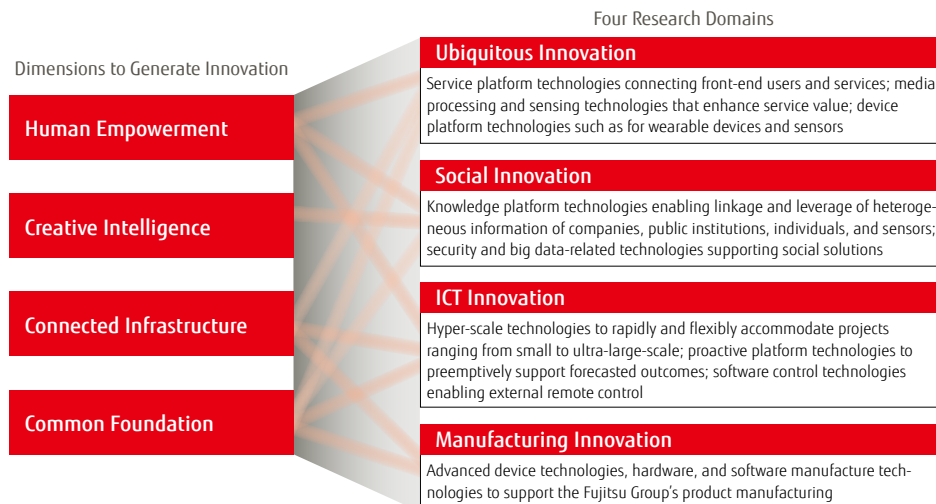 Four Research Domains
Dimensions to Generate Innovation
Human Empowerment
Creative Intelligence
Connected Infrastructure
Common Foundation
Ubiquitous Innovation
Service platform technologies connecting front-end users and services; media
processing and sensing technologies that enhance service value; device
platform technologies such as for wearable devices and sensors
Social Innovation
Knowledge platform technologies enabling linkage and leverage of heteroge-
neous information of companies, public institutions, individuals, and sensors;
security and big data-related technologies supporting social solutions
ICT Innovation
Hyper-scale technologies to rapidly and flexibly accommodate projects
ranging from small to ultra-large-scale; proactive platform technologies to
preemptively support forecasted outcomes; software control technologies
enabling external remote control
Manufacturing Innovation
Advanced device technologies, hardware, and software manufacture tech-
nologies to support the Fujitsu Group's product manufacturing